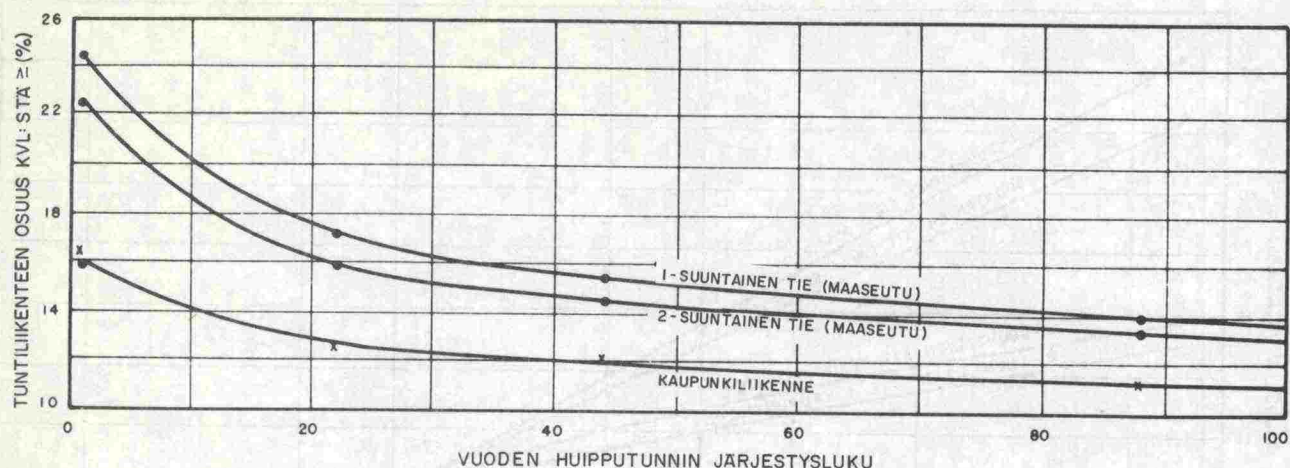 TUNTILIIKENTEEN OSUUS KVL: STÄ ≥ (%)
26
22
18
14
10
1-SUUNTAINEN TIE (MAASEUTU)
2-SUUNTAINEN TIE (MAASEUTU)
KAUPUNKILIIKENNE
0 20 40 60 80 100
VUODEN HUIPPUTUNNIN JÄRJESTYSLUKU